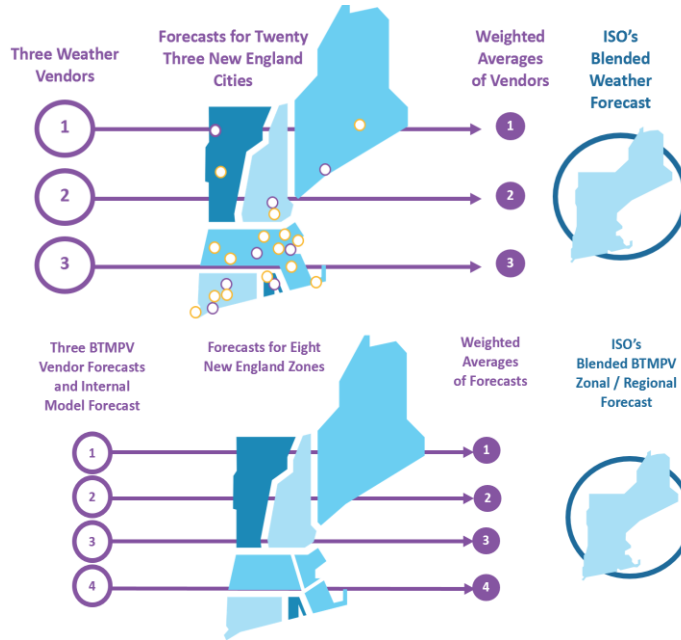 Three Weather
Vendors
Forecasts for Twenty
Three New England
Cities
Weighted
Averages
of Vendors
ISO's
Blended
Weather
Forecast
1
1
2
2
3
3
Three BTMPV
Vendor Forecasts
and Internal
Model Forecast
Forecasts for Eight
New England Zones
Weighted
Averages
of Forecasts
ISO's
Blended BTMPV
Zonal / Regional
Forecast
1
1
2
2
3
3
4
4